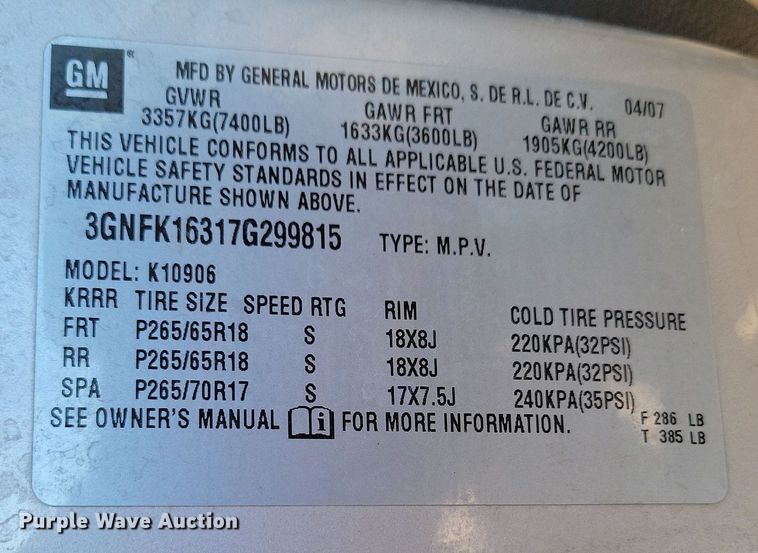 GM®
MFD BY GENERAL MOTORS DE MEXICO, S. DE R.L. DE C.V. 04/07
GVWR GAWR FRT GAWR RR
3357KG(7400LB) 1633KG(3600LB) 1905KG(4200LB)
THIS VEHICLE CONFORMS TO ALL APPLICABLE U.S. FEDERAL MOTOR
VEHICLE SAFETY STANDARDS IN EFFECT ON THE DATE OF
MANUFACTURE SHOWN ABOVE.
3GNFK16317G299815 TYPE: M.P.V.
MODEL: K10906
KRRR TIRE SIZE SPEED RTG RIM COLD TIRE PRESSURE
FRT P265/65R18 S 18X8J 220KPA(32PSI)
RR P265/65R18 S 18X8J 220KPA(32PSI)
SPA P265/70R17 S 17X7.5J 240KPA(35PSI)
SEE OWNER'S MANUAL i FOR MORE INFORMATION.
F 286 LB
T 385 LB
Purple Wave Auction